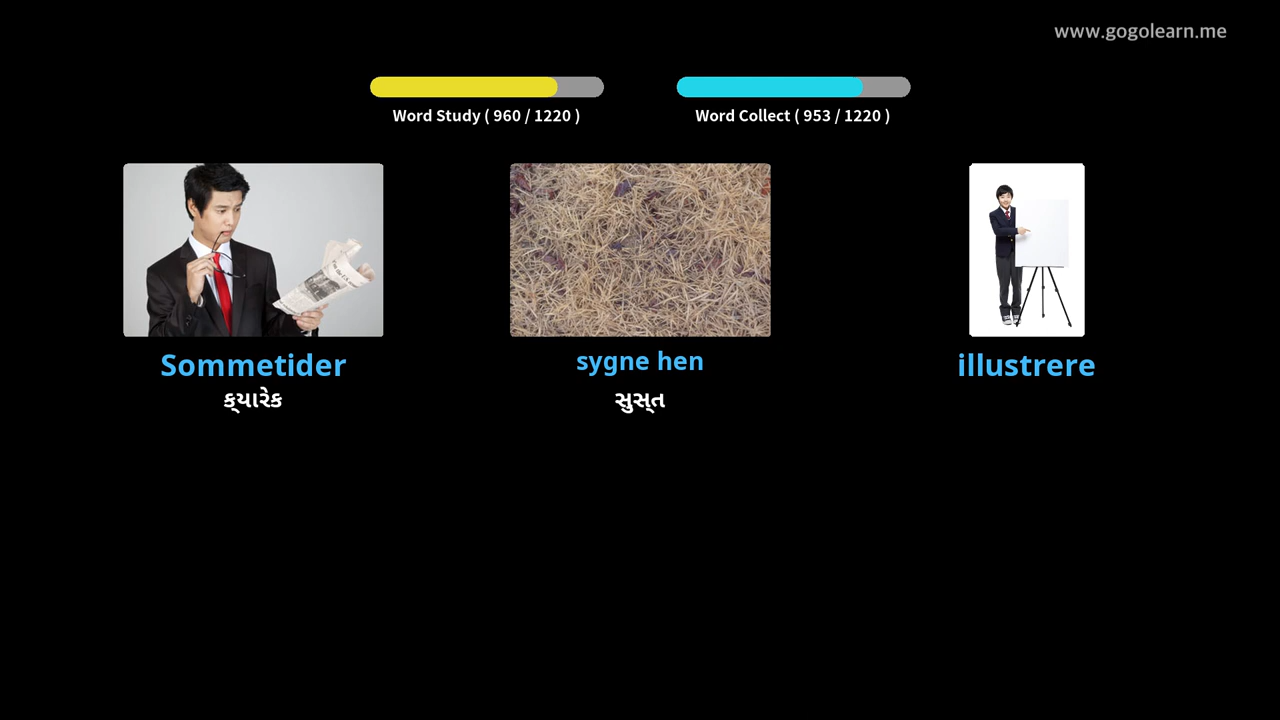 www.gogolearn.me
Word Study ( 960 / 1220 )
Word Collect ( 953 / 1220 )
Sommetider
ક્યારેક
sygne hen
સુસ્ત
illustrere